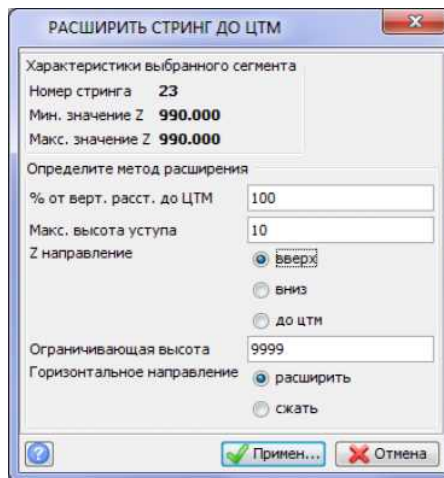 РАСШИРИТЬ СТРИНГ ДО ЦТМ
Характеристики выбранного сегмента
Номер стринга 23
Мин. значение Z 990.000
Макс. значение Z 990.000
Определите метод расширения
% от верт. расст. до ЦТМ 100
Макс. высота уступа 10
Z направление вверх
вниз
до цтм
Ограничивающая высота 9999
Горизонтальное направление расширить
сжать
Примен... Отмена